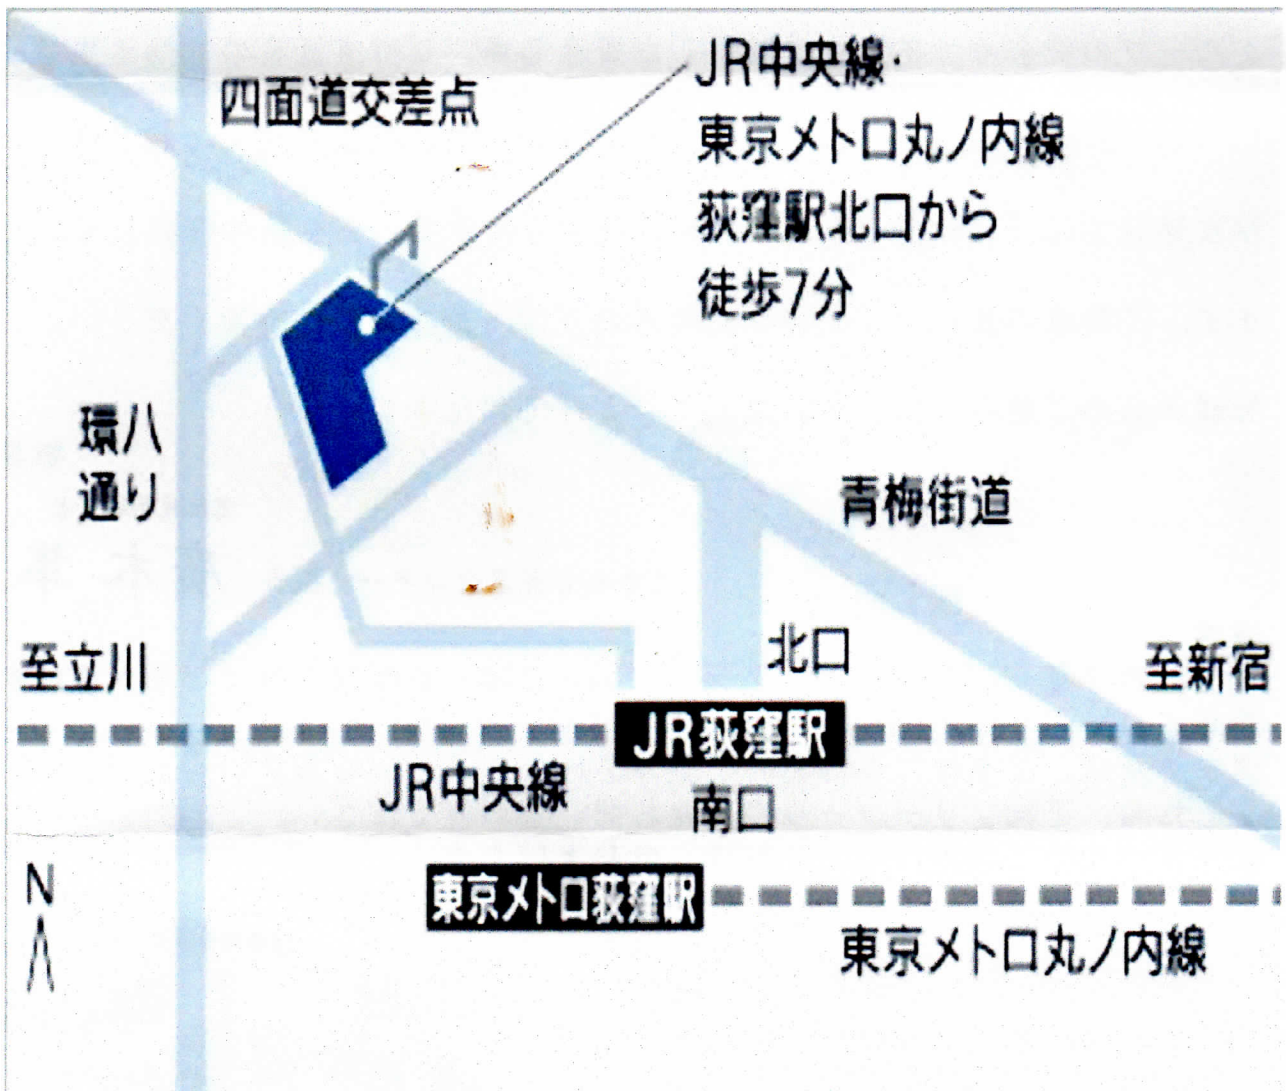 四面道交差点
JR中央線・
東京メトロ丸ノ内線
荻窪駅北口から
徒歩7分
環八
通り
青梅街道
北口
至立川
至新宿
JR荻窪駅
JR中央線
南口
N
東京メトロ荻窪駅
東京メトロ丸ノ内線